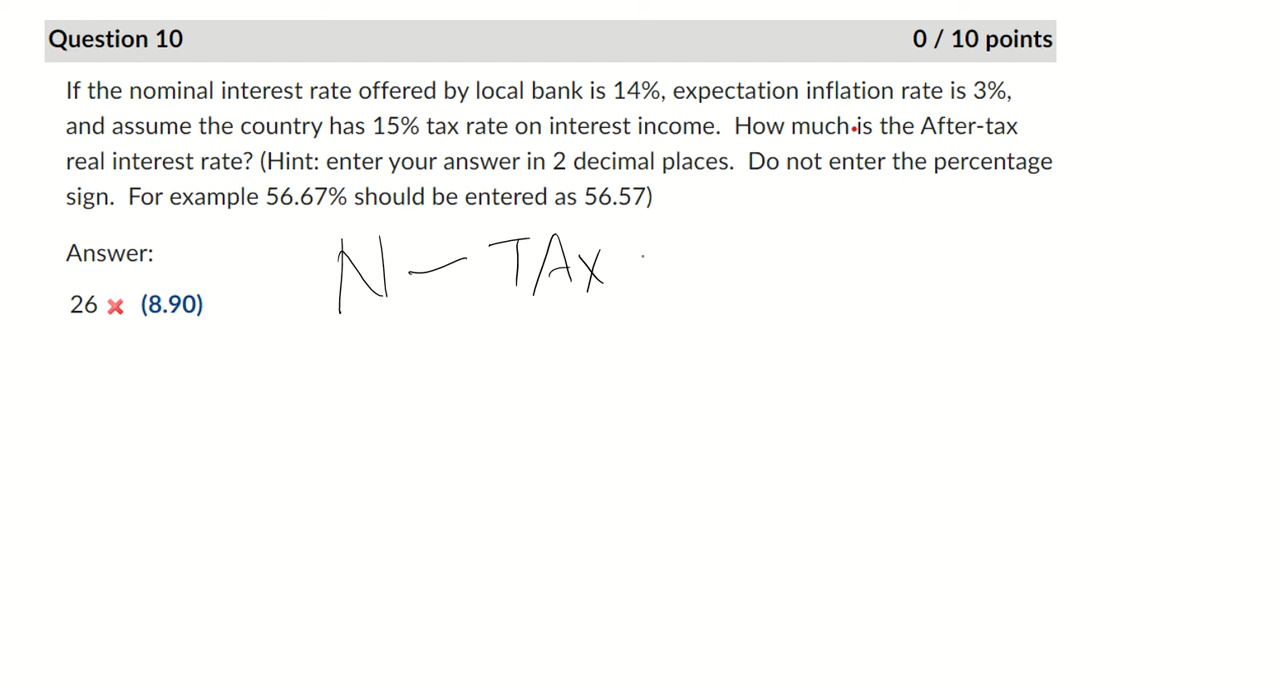 Question 10 0 / 10 points
If the nominal interest rate offered by local bank is 14%, expectation inflation rate is 3%,
and assume the country has 15% tax rate on interest income. How much is the After-tax
real interest rate? (Hint: enter your answer in 2 decimal places. Do not enter the percentage
sign. For example 56.67% should be entered as 56.57)
Answer:
N — TAX
26 ✖ (8.90)